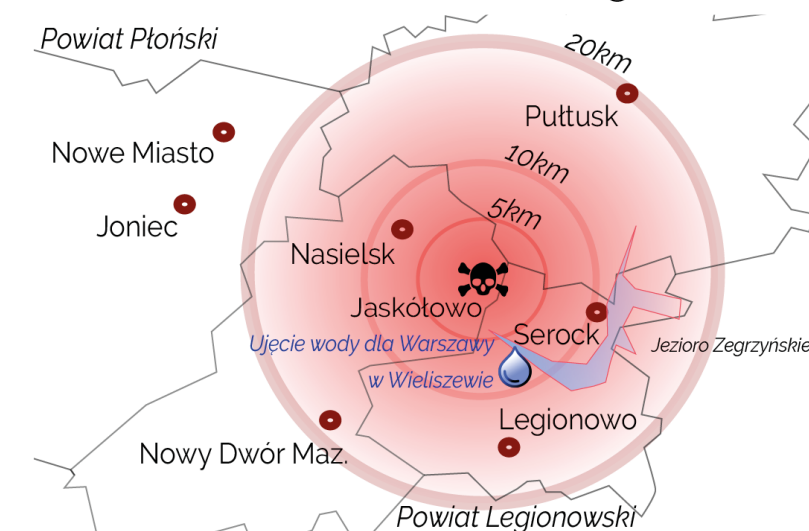 Powiat Płoński
20km
Pułtusk
Nowe Miasto
10km
Joniec
5km
Nasielsk
Jaskółowo
Serock
Ujęcie wody dla Warszawy
w Wieliszewie
Jezioro Zegrzyńskie
Legionowo
Nowy Dwór Maz.
Powiat Legionowski